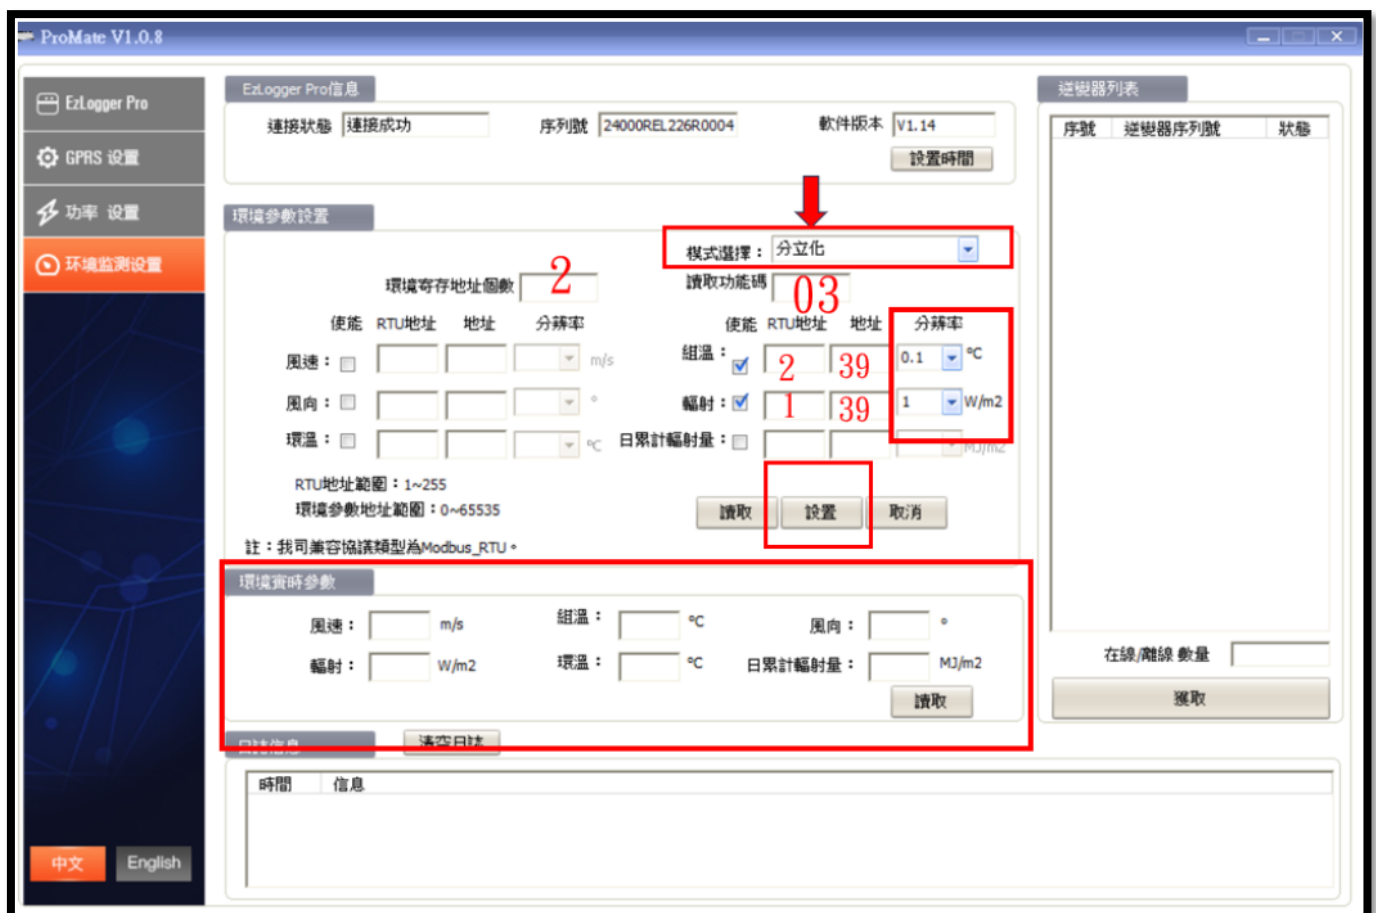 ProMate V1.0.8
EzLogger Pro
GPRS 设置
功率 设置
环境监测设置
中文 English
EzLogger Pro信息
連接狀態 連接成功 序列號 24000REL226R0004 軟件版本 V1.14
設置時間
環境參數設置
模式選擇: 分立化
環境寄存地址個數 2 讀取功能碼 03
使能 RTU地址 地址 分辨率 使能 RTU地址 地址 分辨率
風速: m/s 組溫: 2 39 0.1 °C
風向: ° 輻射: 1 39 1 W/m2
環溫: °C 日累計輻射量: MJ/m2
RTU地址範圍:1~255
環境參數地址範圍:0~65535
讀取 設置 取消
註:我司兼容協議類型為Modbus_RTU。
環境實時參數
風速: m/s 組溫: °C 風向: °
輻射: W/m2 環溫: °C 日累計輻射量: MJ/m2
讀取
日誌信息 清空日誌
時間 信息
逆變器列表
序號 逆變器序列號 狀態
在線/離線 數量
獲取